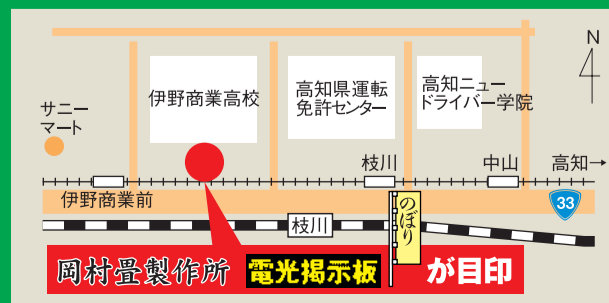 N
伊野商業高校
高知県運転
免許センター
高知ニュー
ドライバー学院
サニー
マート
枝川
中山
高知→
伊野商業前
33
のぼり
枝川
岡村畳製作所 電光掲示板 が目印